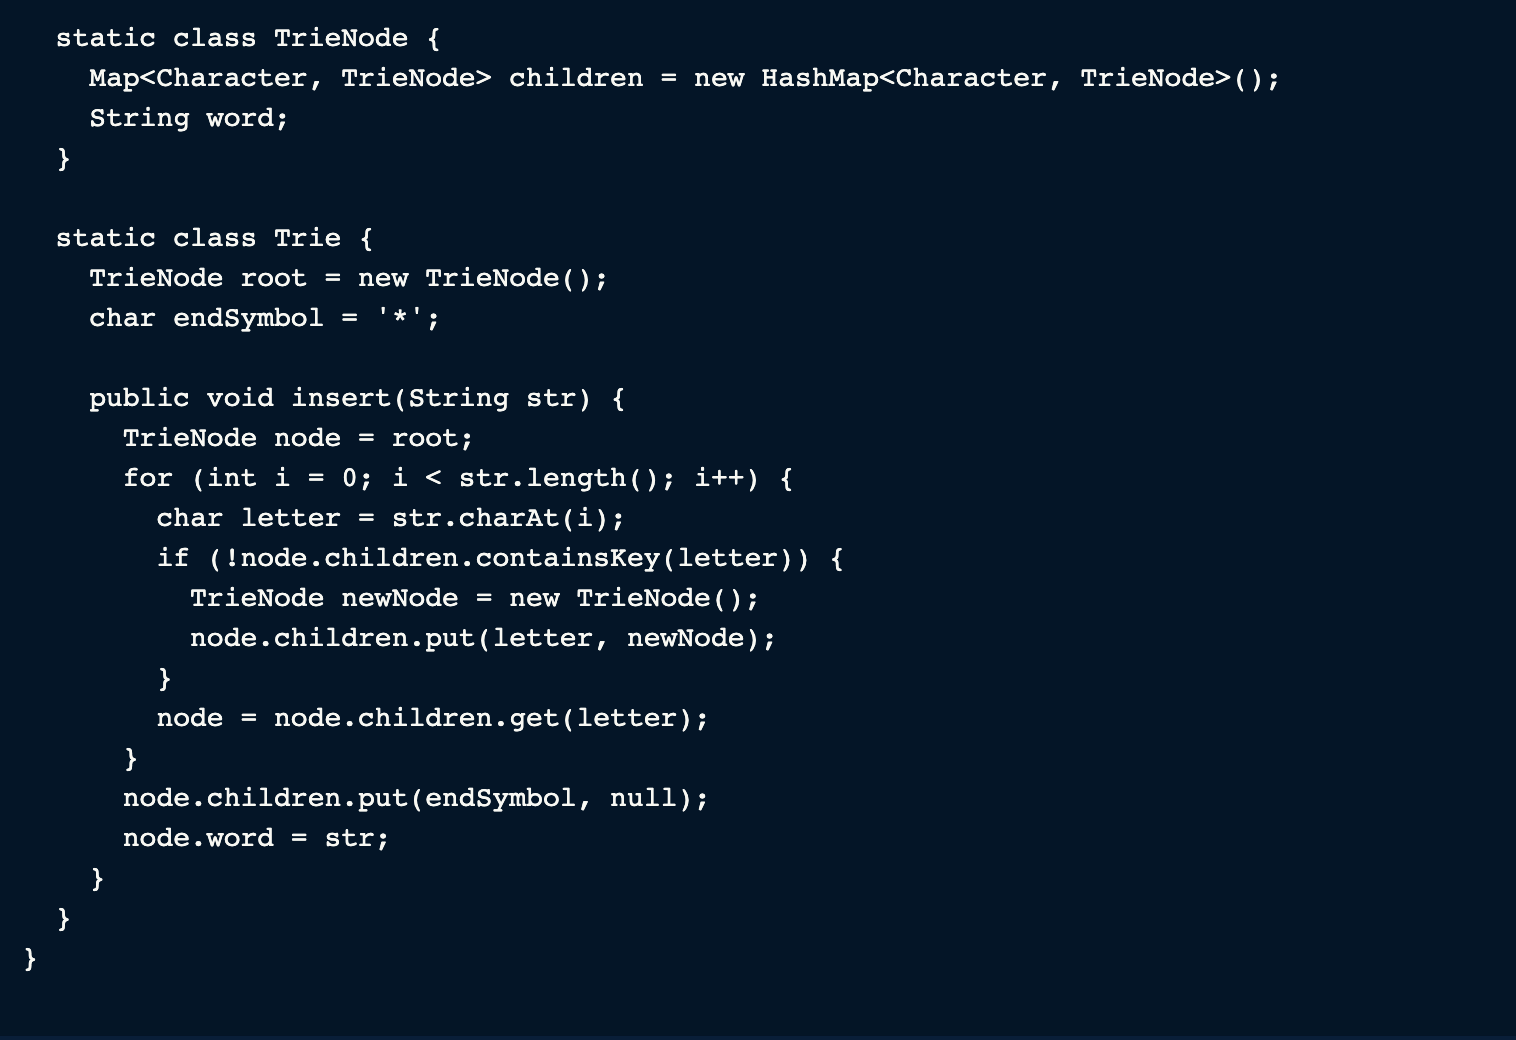 static class TrieNode {
Map<Character, TrieNode> children = new HashMap<Character, TrieNode>();
String word;
}
static class Trie {
TrieNode root = new TrieNode();
char endSymbol = '*';
public void insert(String str) {
TrieNode node = root;
for (int i = 0; i < str.length(); i++) {
char letter = str.charAt(i);
if (!node.children.containsKey(letter)) {
TrieNode newNode = new TrieNode();
node.children.put(letter, newNode);
}
node = node.children.get(letter);
}
node.children.put(endSymbol, null);
node.word = str;
}
}
}